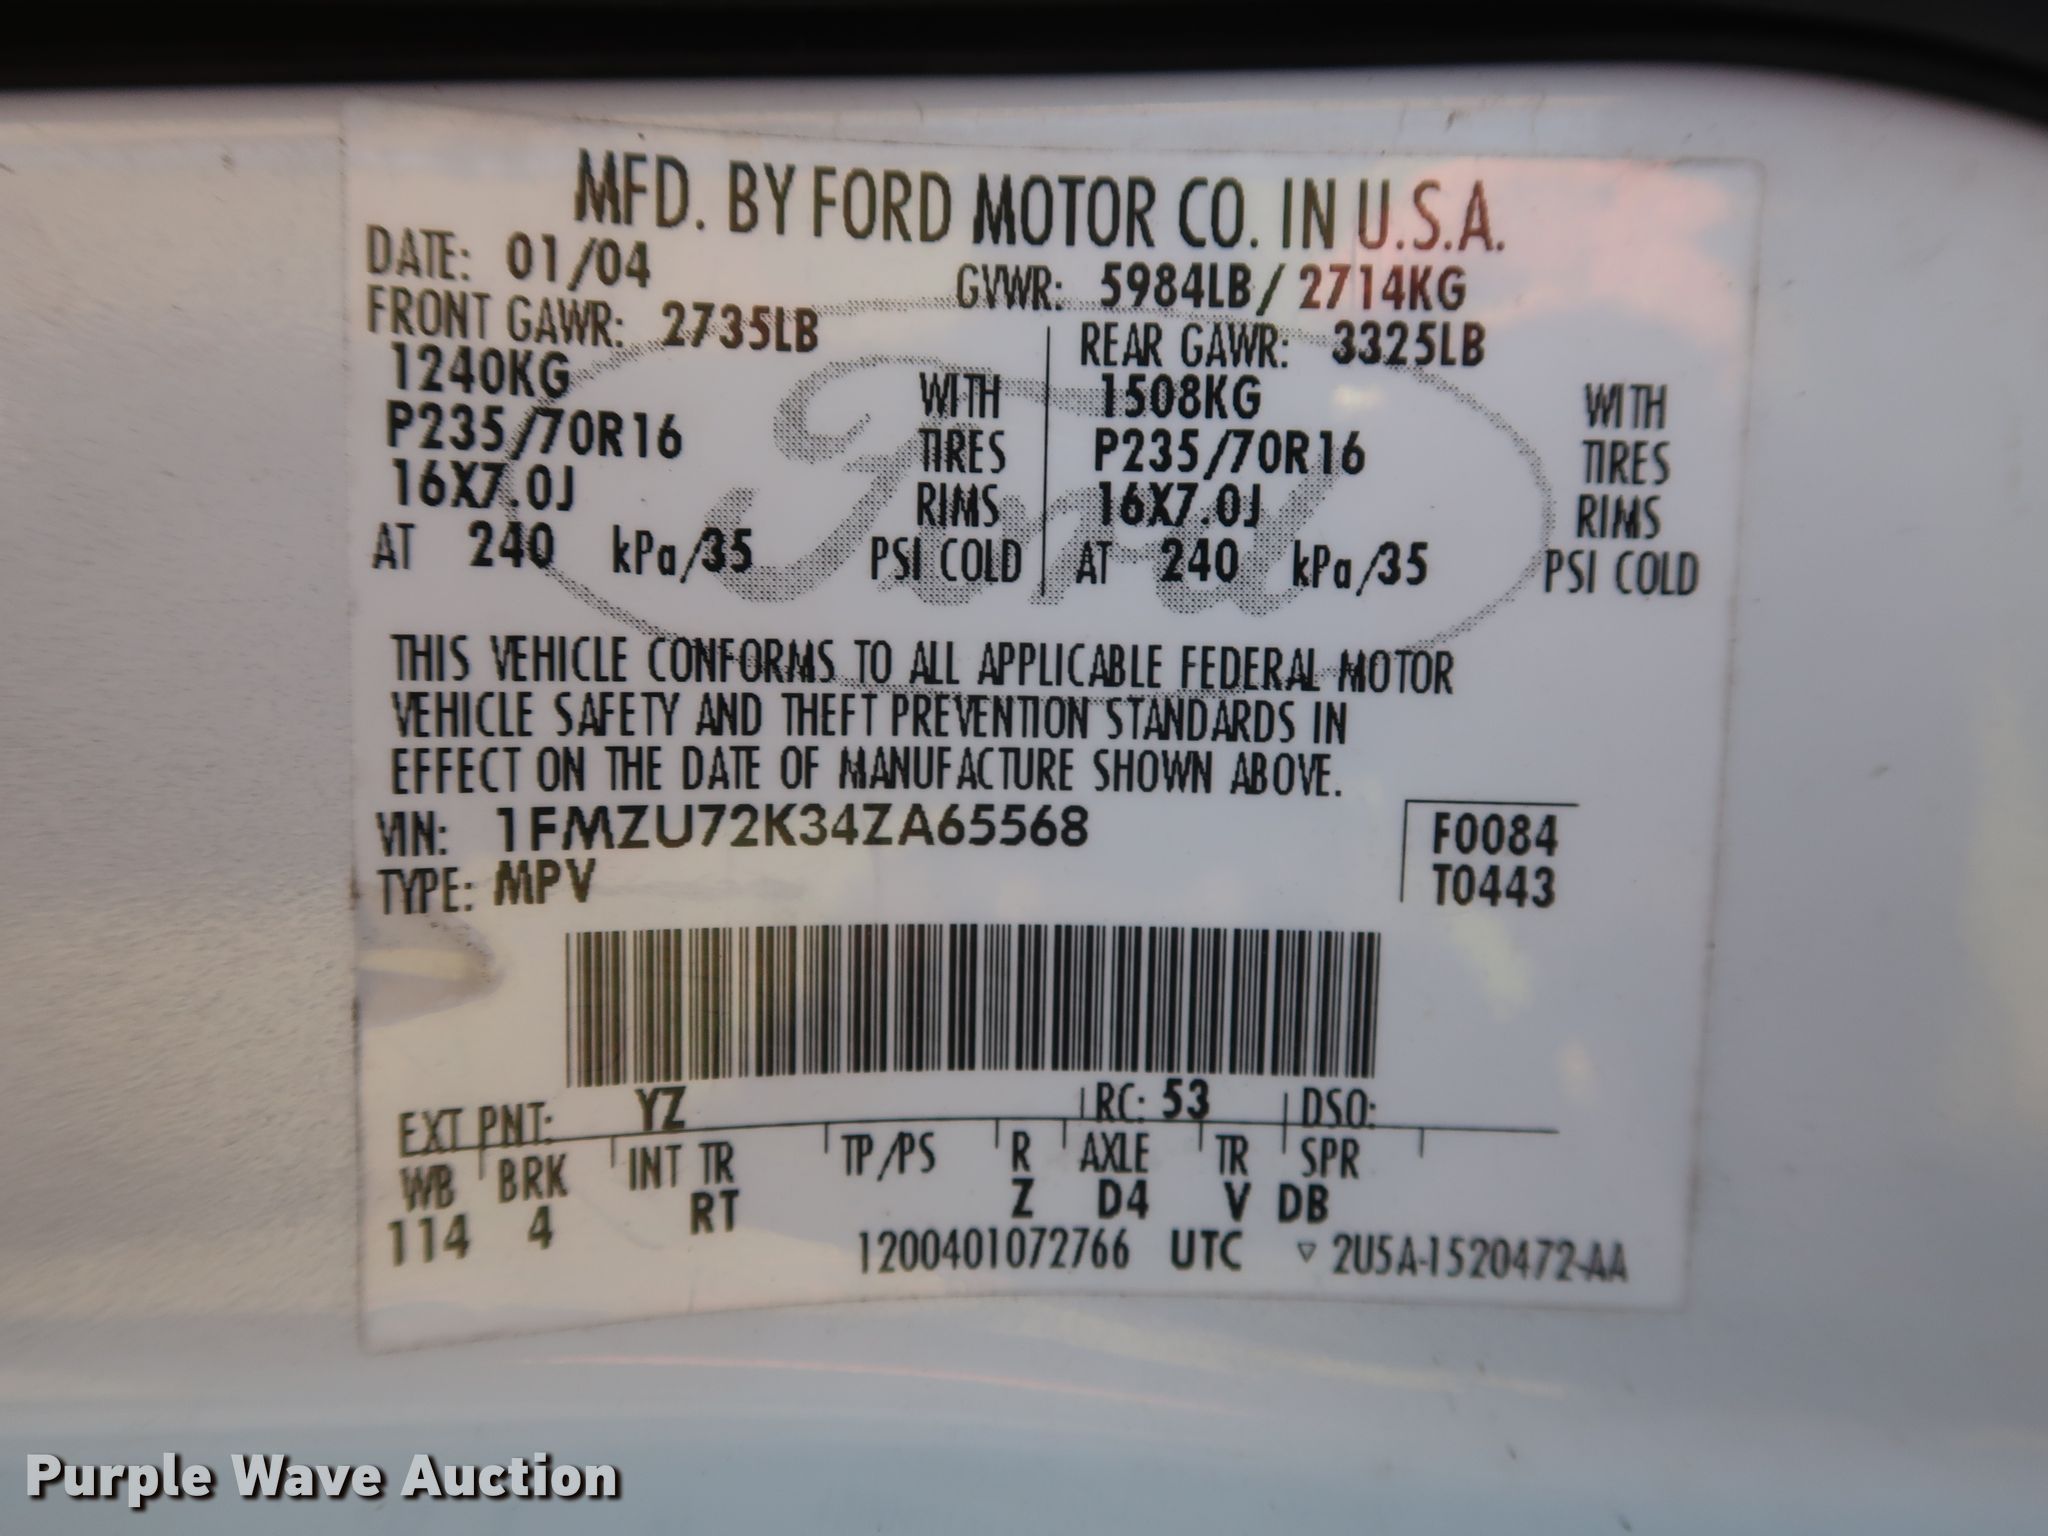 MFD. BY FORD MOTOR CO. IN U.S.A.
DATE: 01/04 GVWR: 5984LB/ 2714KG
FRONT GAWR: 2735LB REAR GAWR: 3325LB
1240KG WITH 1508KG WITH
P235/70R16 TIRES P235/70R16 TIRES
16X7.0J RIMS 16X7.0J RIMS
AT 240 kPa/35 PSI COLD AT 240 kPa/35 PSI COLD
Ford
THIS VEHICLE CONFORMS TO ALL APPLICABLE FEDERAL MOTOR
VEHICLE SAFETY AND THEFT PREVENTION STANDARDS IN
EFFECT ON THE DATE OF MANUFACTURE SHOWN ABOVE.
VIN: 1FMZU72K34ZA65568 F0084
TYPE: MPV T0443
EXT PNT: YZ RC: 53 DSO:
WB BRK INT TR TP/PS R AXLE TR SPR
114 4 RT Z D4 V DB
1200401072766 UTC ▽ 2U5A-1520472-AA
Purple Wave Auction